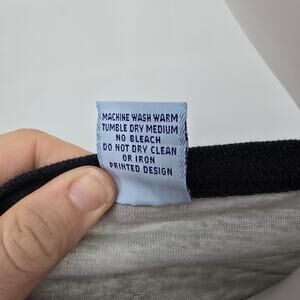 MACHINE WASH WARM
TUMBLE DRY MEDIUM
NO BLEACH
DO NOT DRY CLEAN
OR IRON
PRINTED DESIGN